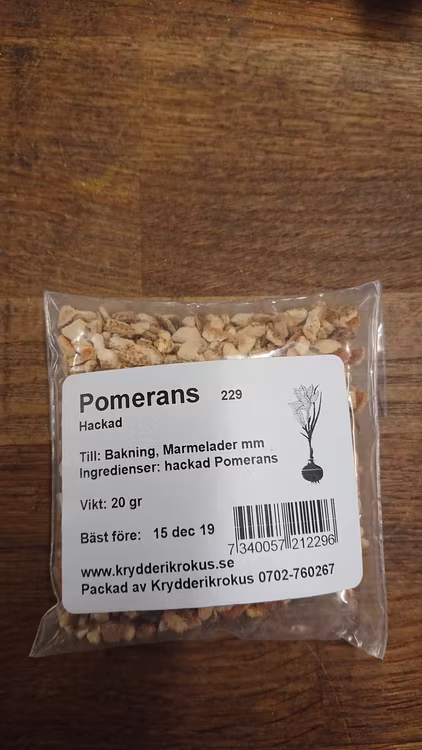 Pomerans 229
Hackad
Till: Bakning, Marmelader mm
Ingredienser: hackad Pomerans
Vikt: 20 gr
Bäst före: 15 dec 19
7 340057 212296
www.krydderikrokus.se
Packad av Krydderikrokus 0702-760267